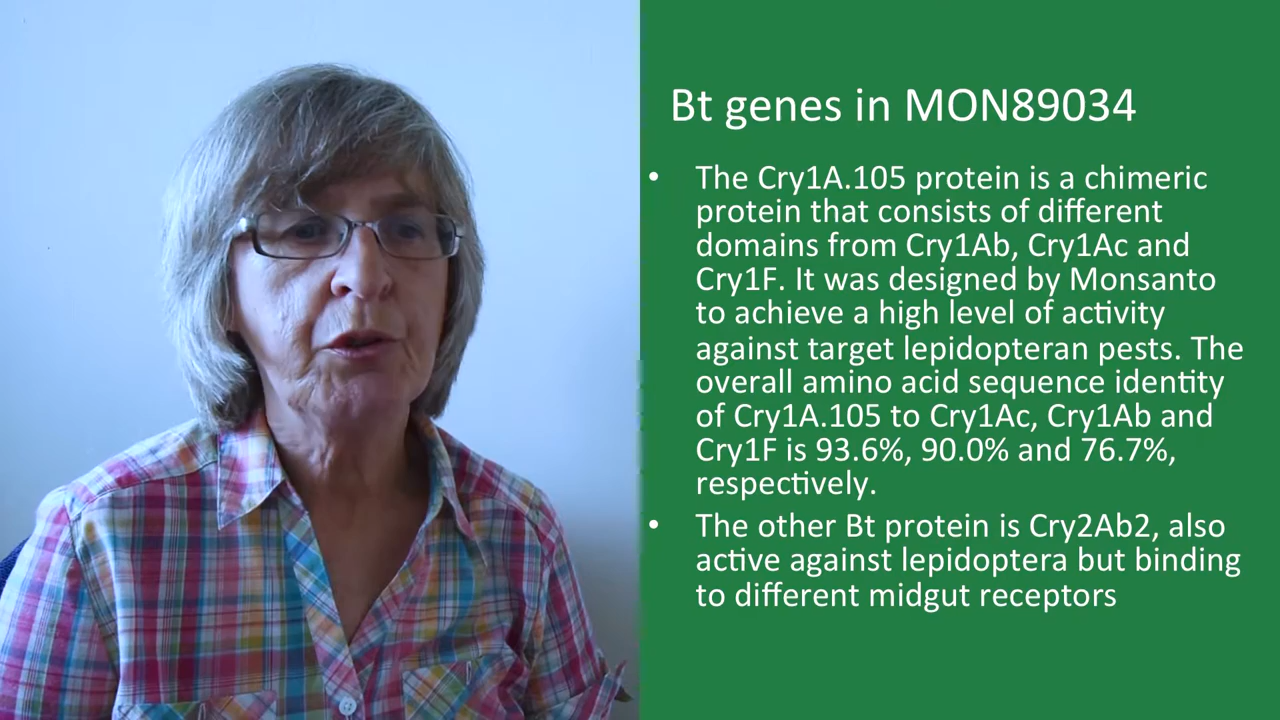 Bt genes in MON89034
• The Cry1A.105 protein is a chimeric
protein that consists of different
domains from Cry1Ab, Cry1Ac and
Cry1F. It was designed by Monsanto
to achieve a high level of activity
against target lepidopteran pests. The
overall amino acid sequence identity
of Cry1A.105 to Cry1Ac, Cry1Ab and
Cry1F is 93.6%, 90.0% and 76.7%,
respectively.
• The other Bt protein is Cry2Ab2, also
active against lepidoptera but binding
to different midgut receptors